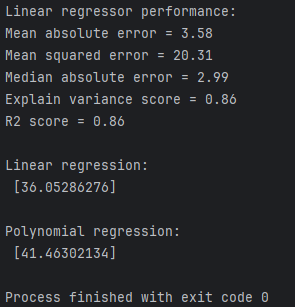 Linear regressor performance:
Mean absolute error = 3.58
Mean squared error = 20.31
Median absolute error = 2.99
Explain variance score = 0.86
R2 score = 0.86
Linear regression:
[36.05286276]
Polynomial regression:
[41.46302134]
Process finished with exit code 0